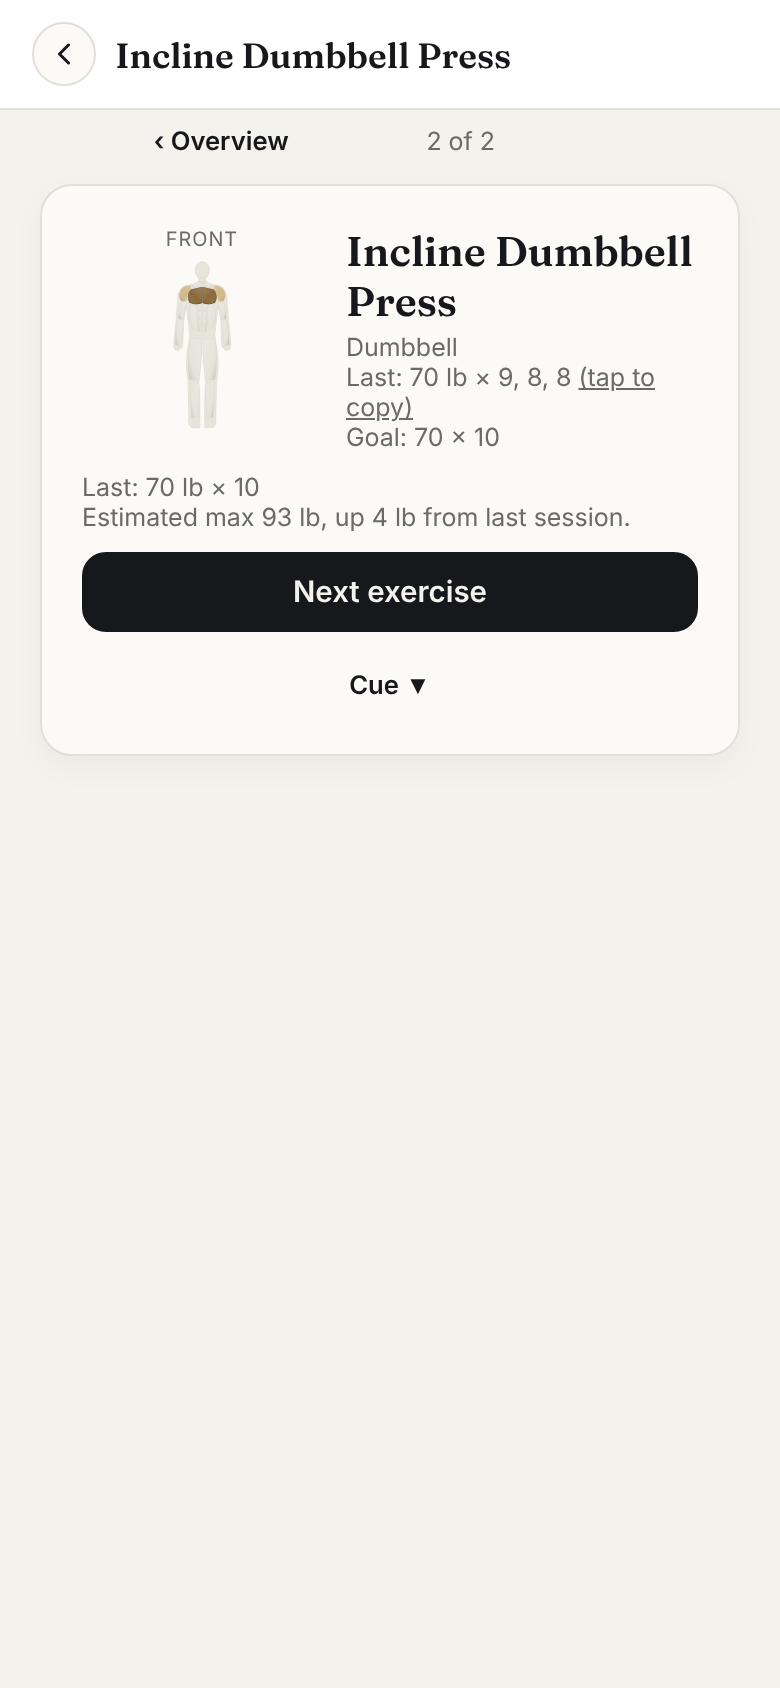 Incline Dumbbell Press
‹ Overview
2 of 2
FRONT
Incline Dumbbell
Press
Dumbbell
Last: 70 lb × 9, 8, 8 (tap to
copy)
Goal: 70 × 10
Last: 70 lb × 10
Estimated max 93 lb, up 4 lb from last session.
Next exercise
Cue ▼